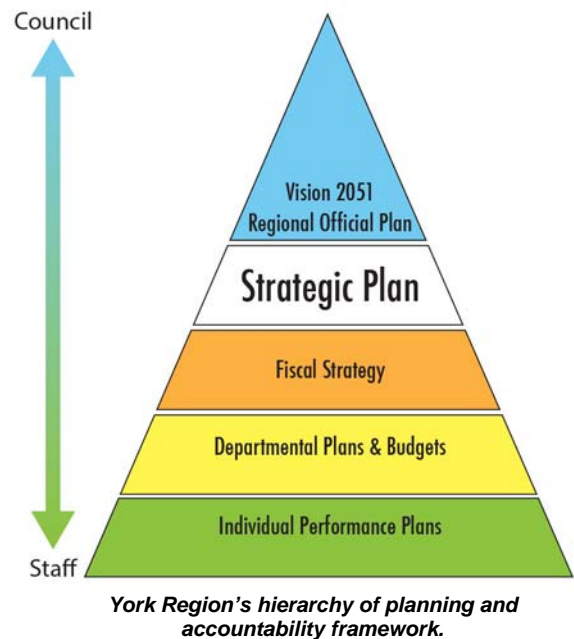 Council
Vision 2051
Regional Official Plan
Strategic Plan
Fiscal Strategy
Departmental Plans & Budgets
Individual Performance Plans
Staff
York Region's hierarchy of planning and
accountability framework.